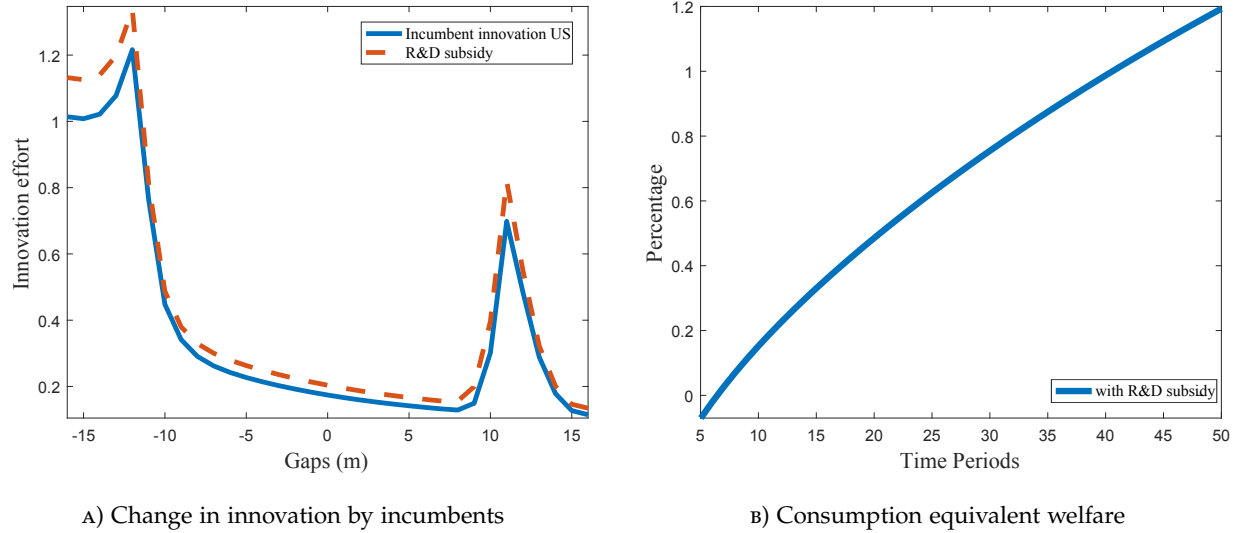 Innovation effort
1.2
1
0.8
0.6
0.4
0.2
-15 -10 -5 0 5 10 15
Gaps (m)
Incumbent innovation US
R&D subsidy
A) Change in innovation by incumbents
Percentage
1.2
1
0.8
0.6
0.4
0.2
0
5 10 15 20 25 30 35 40 45 50
Time Periods
with R&D subsidy
B) Consumption equivalent welfare